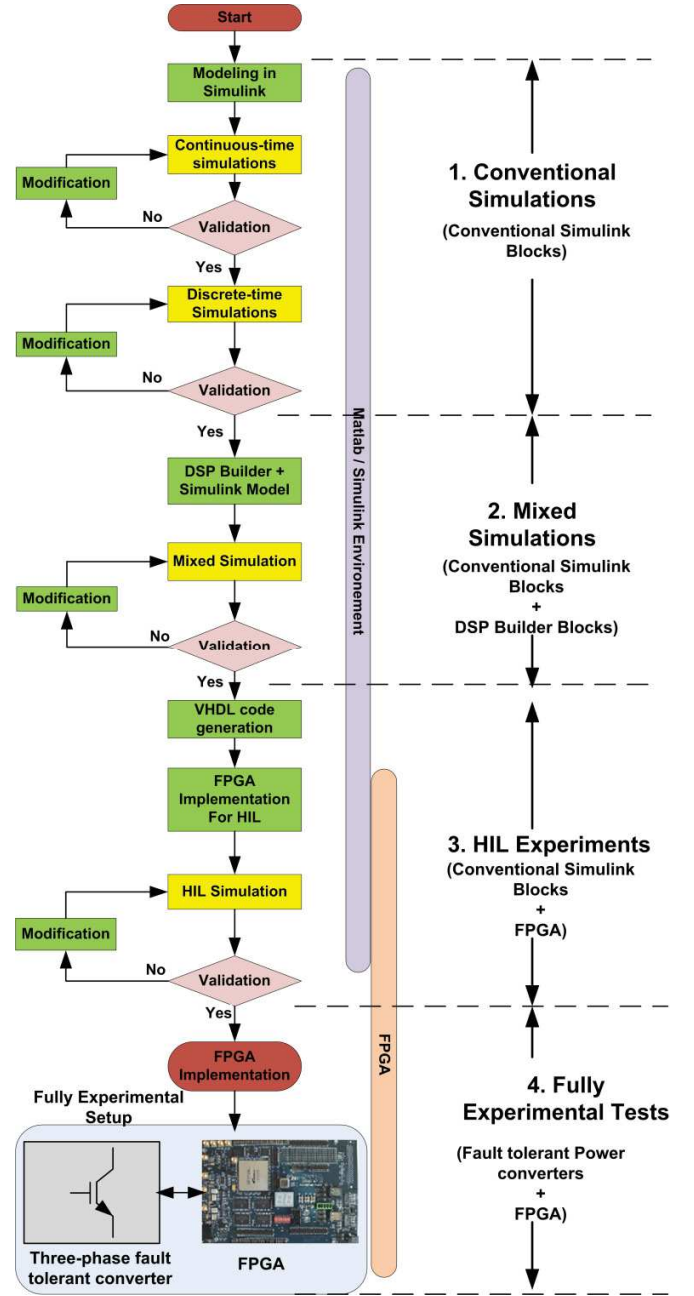 Start
Modeling in
Simulink
Continuous-time
simulations
Modification
No
Validation
Yes
Discrete-time
Simulations
Modification
No
Validation
Yes
DSP Builder +
Simulink Model
Mixed Simulation
Modification
No
Validation
Yes
VHDL code
generation
FPGA
Implementation
For HIL
HIL Simulation
Modification
No
Validation
Yes
FPGA
Implementation
Fully Experimental
Setup
Three-phase fault
tolerant converter
FPGA
Matlab / Simulink Environement
FPGA
1. Conventional
Simulations
(Conventional Simulink
Blocks)
2. Mixed
Simulations
(Conventional Simulink
Blocks
+
DSP Builder Blocks)
3. HIL Experiments
(Conventional Simulink
Blocks
+
FPGA)
4. Fully
Experimental Tests
(Fault tolerant Power
converters
+
FPGA)